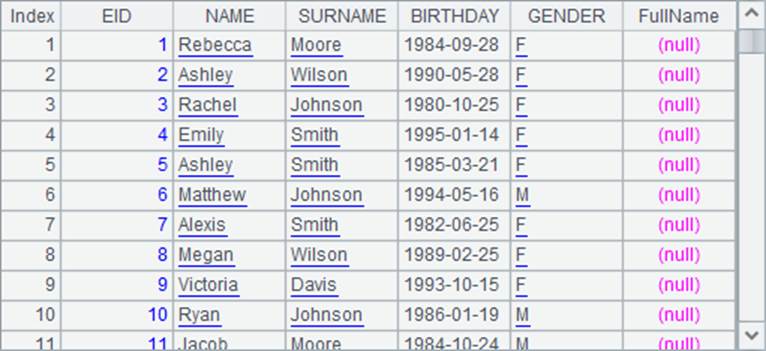 Index EID NAME SURNAME BIRTHDAY GENDER FullName
1 1 Rebecca Moore 1984-09-28 F (null)
2 2 Ashley Wilson 1990-05-28 F (null)
3 3 Rachel Johnson 1980-10-25 F (null)
4 4 Emily Smith 1995-01-14 F (null)
5 5 Ashley Smith 1985-03-21 F (null)
6 6 Matthew Johnson 1994-05-16 M (null)
7 7 Alexis Smith 1982-06-25 F (null)
8 8 Megan Wilson 1989-02-25 F (null)
9 9 Victoria Davis 1993-10-15 F (null)
10 10 Ryan Johnson 1986-01-19 M (null)
11 11 Jacob Moore 1984-10-24 M (null)